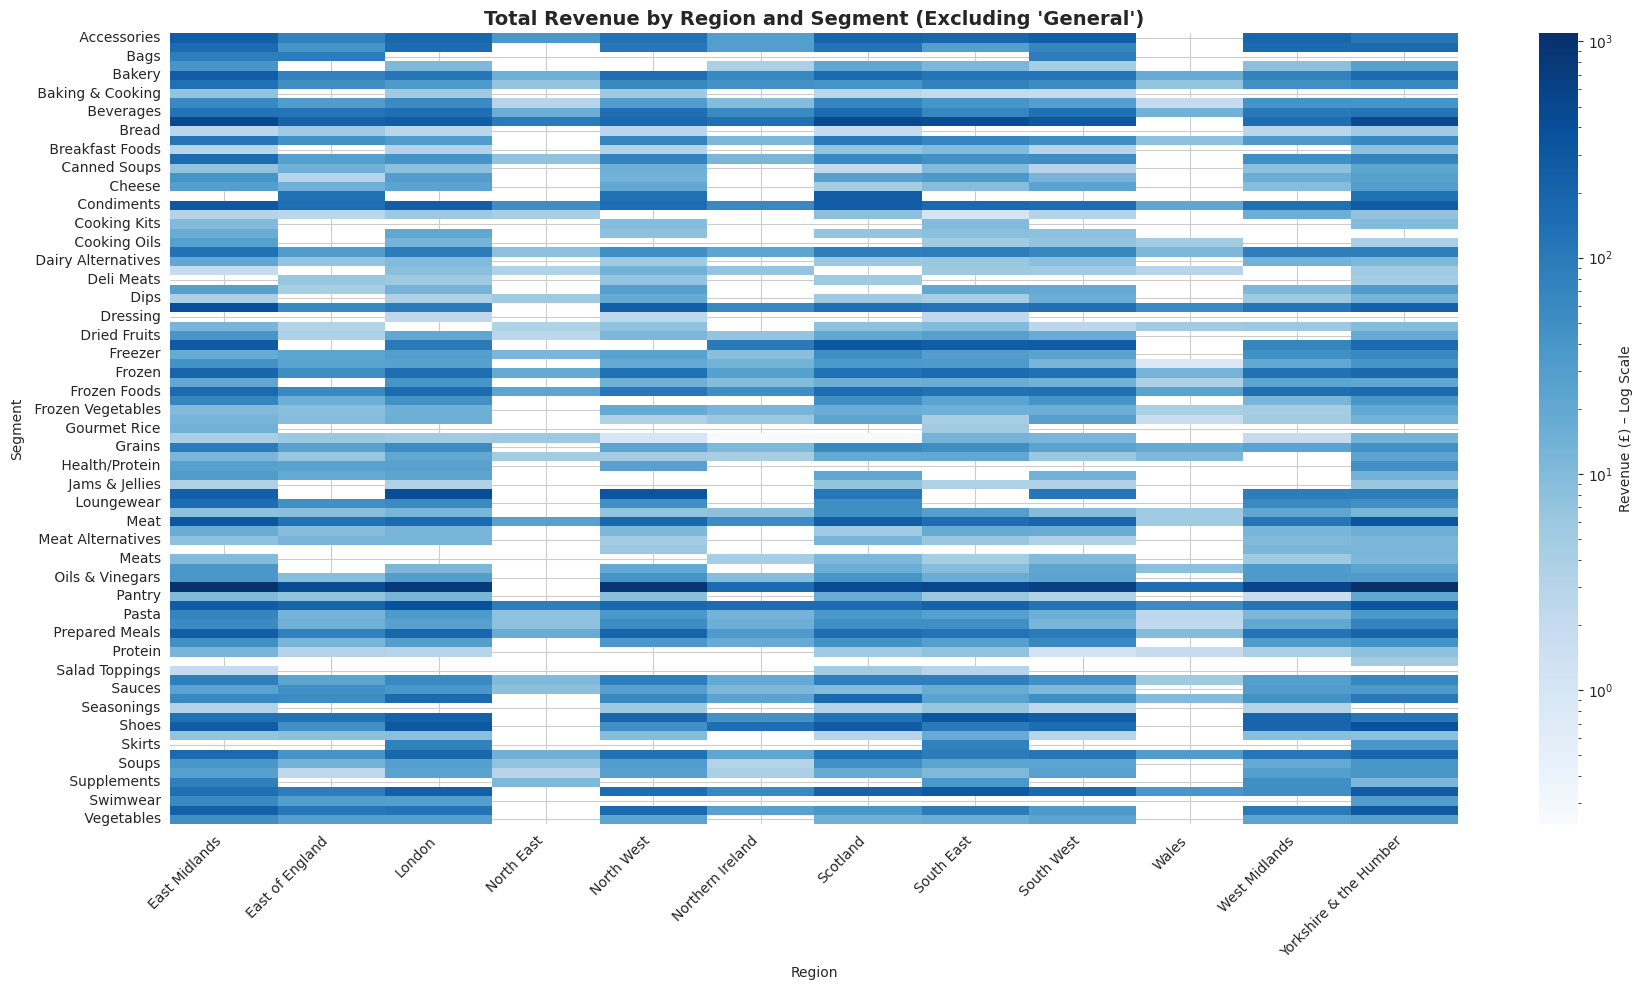 Total Revenue by Region and Segment (Excluding 'General')
Segment
Accessories
Bags
Bakery
Baking & Cooking
Beverages
Bread
Breakfast Foods
Canned Soups
Cheese
Condiments
Cooking Kits
Cooking Oils
Dairy Alternatives
Deli Meats
Dips
Dressing
Dried Fruits
Freezer
Frozen
Frozen Foods
Frozen Vegetables
Gourmet Rice
Grains
Health/Protein
Jams & Jellies
Loungewear
Meat
Meat Alternatives
Meats
Oils & Vinegars
Pantry
Pasta
Prepared Meals
Protein
Salad Toppings
Sauces
Seasonings
Shoes
Skirts
Soups
Supplements
Swimwear
Vegetables
East Midlands
East of England
London
North East
North West
Northern Ireland
Scotland
South East
South West
Wales
West Midlands
Yorkshire & the Humber
Region
10³
10²
10¹
10⁰
Revenue (£) – Log Scale